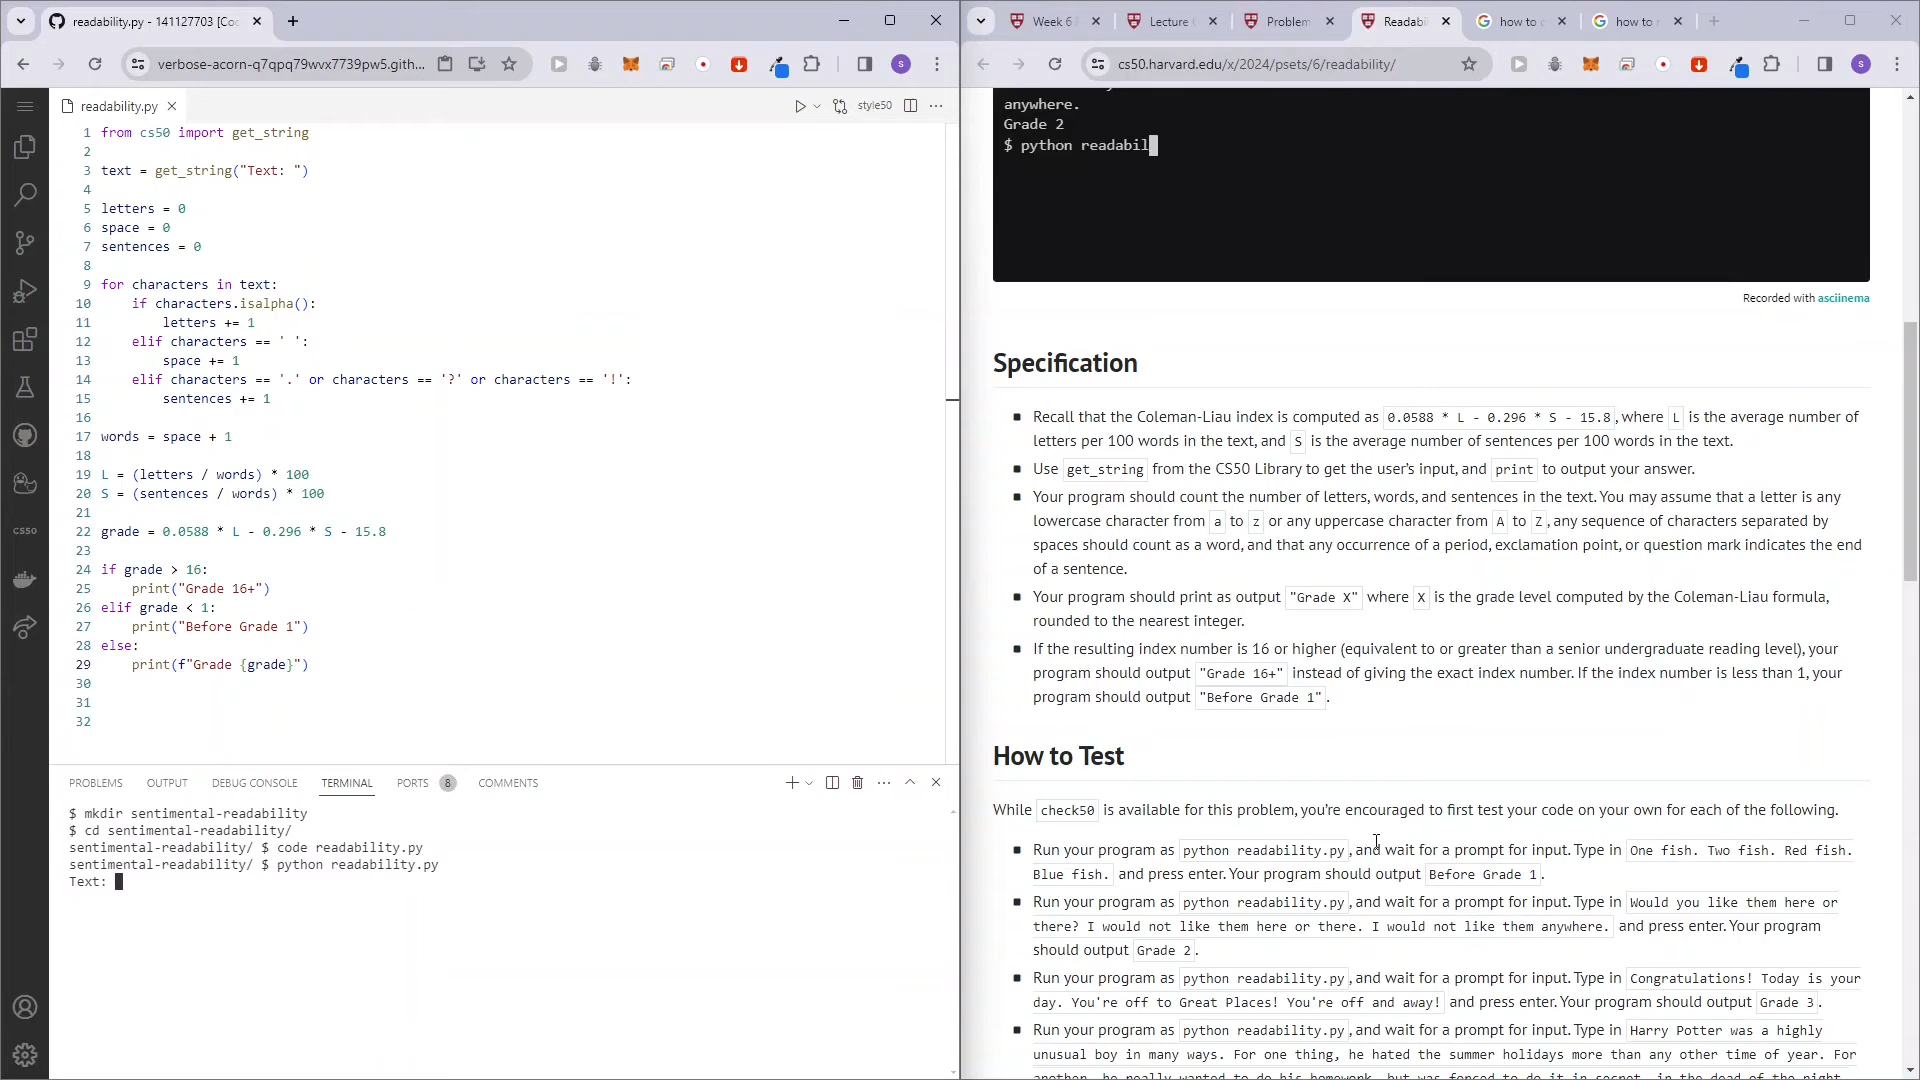 readability.py - 141127703 [Co
Week 6
Lecture
Problem
Readabi
how to
how to
verbose-acorn-q7qpq79wvx7739pw5.gith...
S
cs50.harvard.edu/x/2024/psets/6/readability/
S
readability.py
style50
1 from cs50 import get_string
2
3 text = get_string("Text: ")
4
5 letters = 0
6 space = 0
7 sentences = 0
8
9 for characters in text:
10 if characters.isalpha():
11 letters += 1
12 elif characters == ' ':
13 space += 1
14 elif characters == '.' or characters == '?' or characters == '!':
15 sentences += 1
16
17 words = space + 1
18
19 L = (letters / words) * 100
20 S = (sentences / words) * 100
21
22 grade = 0.0588 * L - 0.296 * S - 15.8
23
24 if grade > 16:
25 print("Grade 16+")
26 elif grade < 1:
27 print("Before Grade 1")
28 else:
29 print(f"Grade {grade}")
30
31
32
CS50
PROBLEMS OUTPUT DEBUG CONSOLE TERMINAL PORTS 8 COMMENTS
$ mkdir sentimental-readability
$ cd sentimental-readability/
sentimental-readability/ $ code readability.py
sentimental-readability/ $ python readability.py
Text:
anywhere.
Grade 2
$ python readabil
Recorded with asciinema
Specification
Recall that the Coleman-Liau index is computed as 0.0588 * L - 0.296 * S - 15.8, where L is the average number of
letters per 100 words in the text, and S is the average number of sentences per 100 words in the text.
Use get_string from the CS50 Library to get the user's input, and print to output your answer.
Your program should count the number of letters, words, and sentences in the text. You may assume that a letter is any
lowercase character from a to z or any uppercase character from A to Z, any sequence of characters separated by
spaces should count as a word, and that any occurrence of a period, exclamation point, or question mark indicates the end
of a sentence.
Your program should print as output "Grade X" where X is the grade level computed by the Coleman-Liau formula,
rounded to the nearest integer.
If the resulting index number is 16 or higher (equivalent to or greater than a senior undergraduate reading level), your
program should output "Grade 16+" instead of giving the exact index number. If the index number is less than 1, your
program should output "Before Grade 1".
How to Test
While check50 is available for this problem, you're encouraged to first test your code on your own for each of the following.
Run your program as python readability.py, and wait for a prompt for input. Type in One fish. Two fish. Red fish.
Blue fish. and press enter. Your program should output Before Grade 1.
Run your program as python readability.py, and wait for a prompt for input. Type in Would you like them here or
there? I would not like them here or there. I would not like them anywhere. and press enter. Your program
should output Grade 2.
Run your program as python readability.py, and wait for a prompt for input. Type in Congratulations! Today is your
day. You're off to Great Places! You're off and away! and press enter. Your program should output Grade 3.
Run your program as python readability.py, and wait for a prompt for input. Type in Harry Potter was a highly
unusual boy in many ways. For one thing, he hated the summer holidays more than any other time of year. For
another, he really wanted to do his homework, but was forced to do it in secret, in the dead of the night